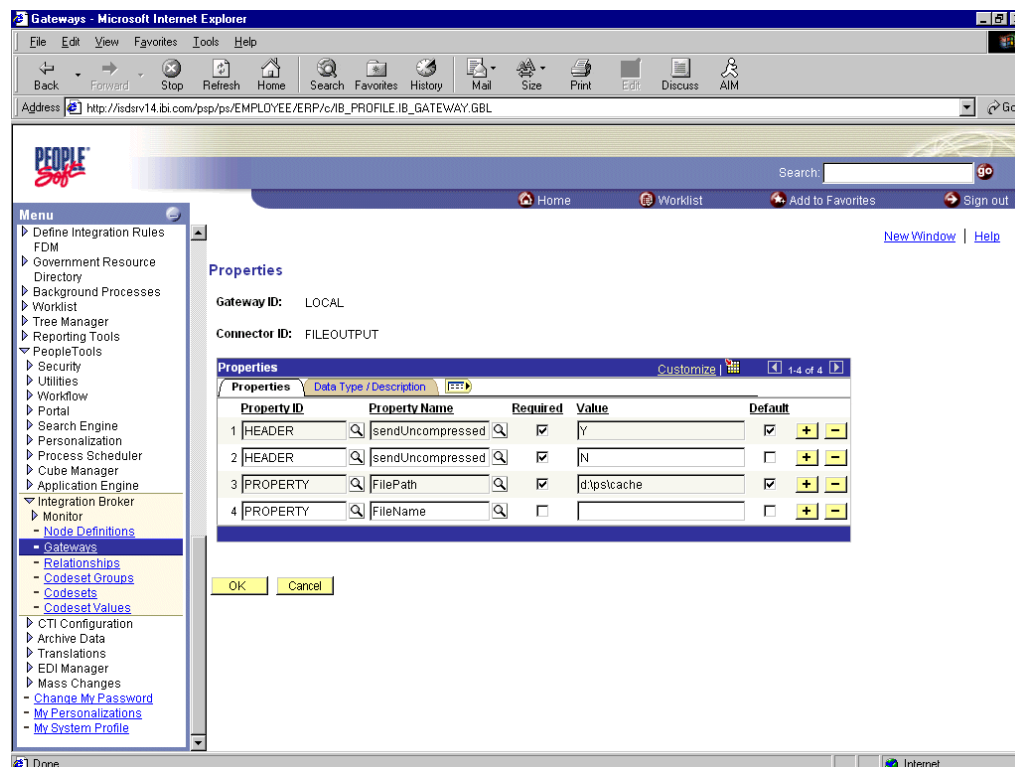 Gateways - Microsoft Internet Explorer
File Edit View Favorites Tools Help
Back Forward Stop Refresh Home Search Favorites History Mail Size Print Edit Discuss AIM
Address http://isdsrv14.ibi.com/psp/ps/EMPLOYEE/ERP/c/IB_PROFILE.IB_GATEWAY.GBL Go
PEOPLE Soft
Search: go
Home Worklist Add to Favorites Sign out
Menu
Define Integration Rules
FDM
Government Resource
Directory
Background Processes
Worklist
Tree Manager
Reporting Tools
PeopleTools
Security
Utilities
Workflow
Portal
Search Engine
Personalization
Process Scheduler
Cube Manager
Application Engine
Integration Broker
Monitor
- Node Definitions
- Gateways
- Relationships
- Codeset Groups
- Codesets
- Codeset Values
CTI Configuration
Archive Data
Translations
EDI Manager
Mass Changes
- Change My Password
- My Personalizations
- My System Profile
New Window | Help
Properties
Gateway ID: LOCAL
Connector ID: FILEOUTPUT
Properties Customize | 1-4 of 4
Properties Data Type / Description
Property ID Property Name Required Value Default
1 HEADER sendUncompressed Y + -
2 HEADER sendUncompressed N + -
3 PROPERTY FilePath d:\ps\cache + -
4 PROPERTY FileName + -
OK Cancel
Done Internet